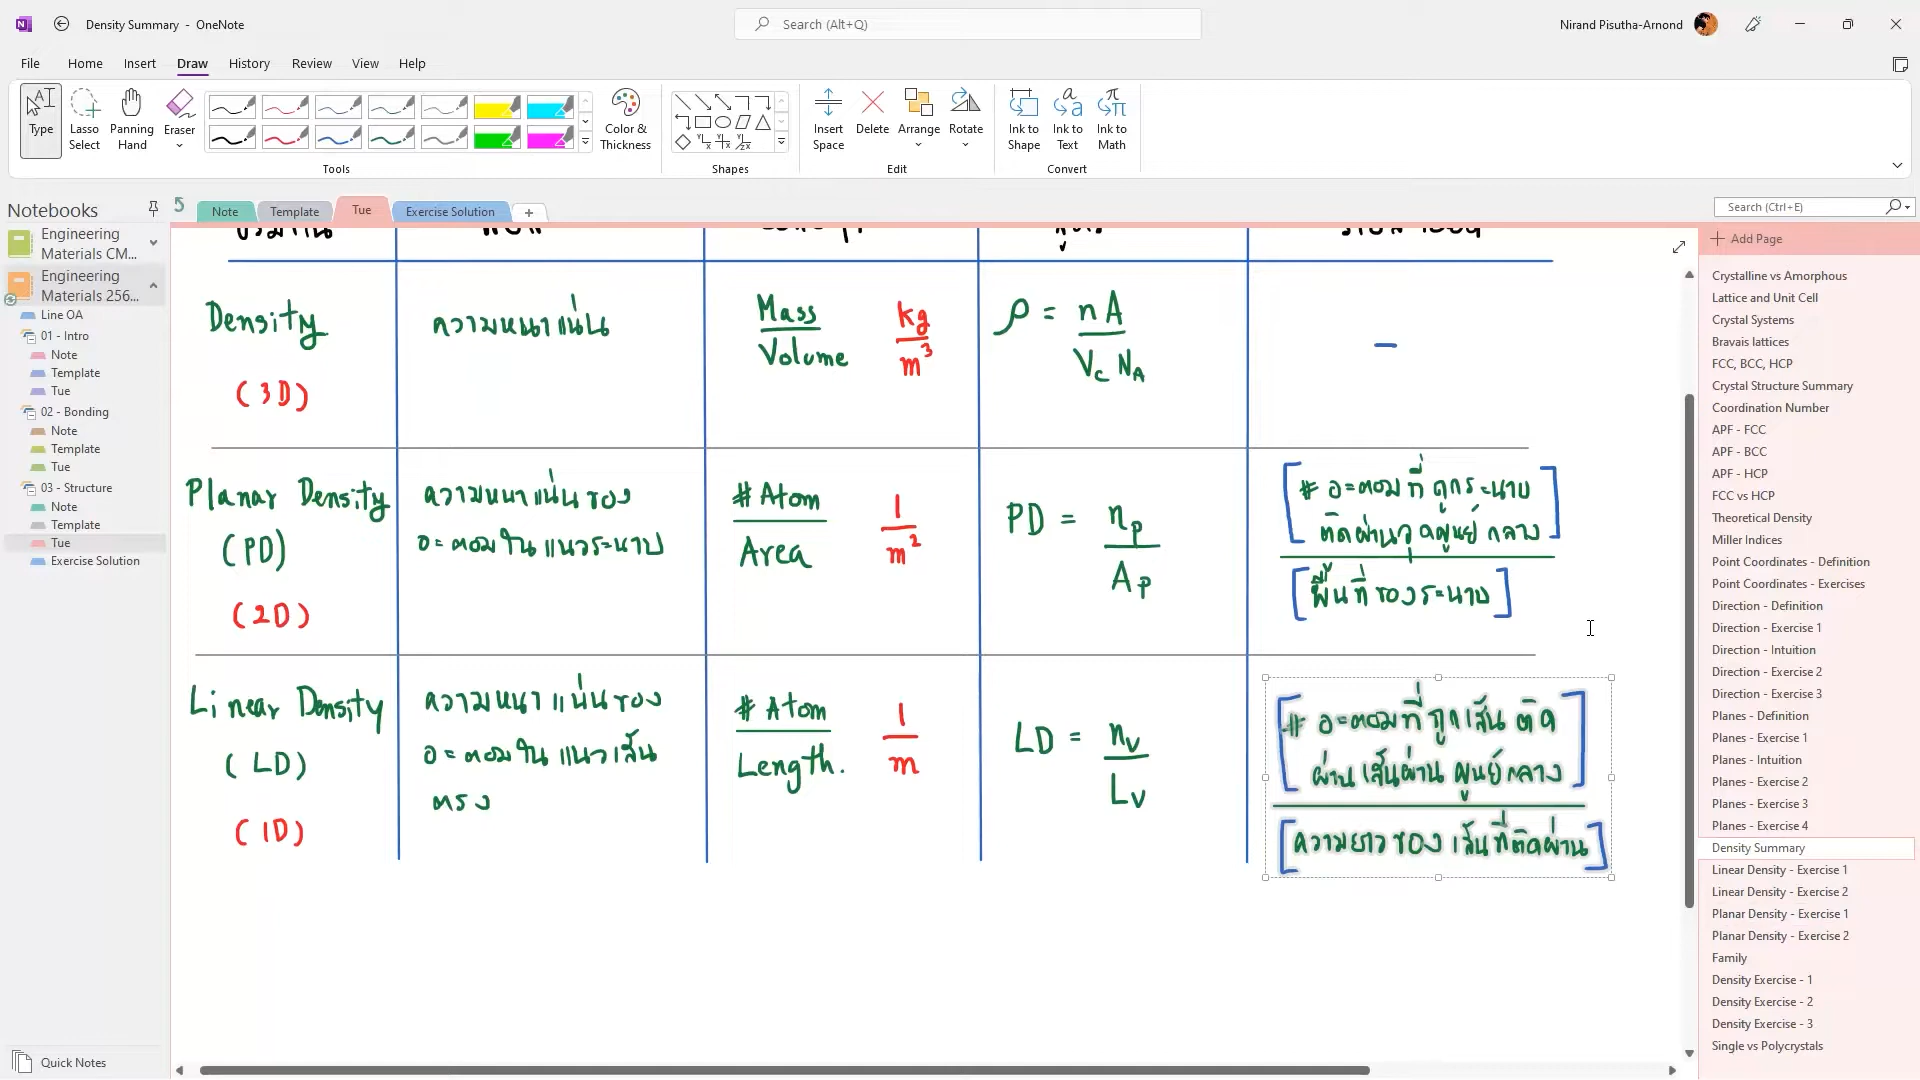 Density Summary - OneNote
Search (Alt+Q)
Nirand Pisutha-Arnond
File Home Insert Draw History Review View Help
Type
Lasso Select
Panning Hand
Eraser
Color & Thickness
Insert Space
Delete
Arrange
Rotate
Ink to Shape
Ink to Text
Ink to Math
Tools
Shapes
Edit
Convert
Notebooks
Note
Template
Tue
Exercise Solution
Search (Ctrl+E)
Engineering
Materials CM...
Engineering
Materials 256...
Line OA
01 - Intro
Note
Template
Tue
02 - Bonding
Note
Template
Tue
03 - Structure
Note
Template
Tue
Exercise Solution
Quick Notes
Density
(3D)
ความหนาแน่น
Mass
Volume
kg
m³
ρ = nA
V_C N_A
-
Planar Density
(PD)
(2D)
ความหนาแน่นของ
อะตอมในแนวระนาบ
# Atom
Area
1
m²
PD = n_p
A_p
[# อะตอมที่ถูกระนาบ
ตัดผ่านจุดศูนย์กลาง]
[พื้นที่ของระนาบ]
Linear Density
(LD)
(1D)
ความหนาแน่นของ
อะตอมในแนวเส้น
ตรง
# Atom
Length.
1
m
LD = n_v
L_v
[# อะตอมที่ถูกเส้นตัด
ผ่านเส้นผ่านศูนย์กลาง]
[ความยาวของเส้นที่ตัดผ่าน]
Add Page
Crystalline vs Amorphous
Lattice and Unit Cell
Crystal Systems
Bravais lattices
FCC, BCC, HCP
Crystal Structure Summary
Coordination Number
APF - FCC
APF - BCC
APF - HCP
FCC vs HCP
Theoretical Density
Miller Indices
Point Coordinates - Definition
Point Coordinates - Exercises
Direction - Definition
Direction - Exercise 1
Direction - Intuition
Direction - Exercise 2
Direction - Exercise 3
Planes - Definition
Planes - Exercise 1
Planes - Intuition
Planes - Exercise 2
Planes - Exercise 3
Planes - Exercise 4
Density Summary
Linear Density - Exercise 1
Linear Density - Exercise 2
Planar Density - Exercise 1
Planar Density - Exercise 2
Family
Density Exercise - 1
Density Exercise - 2
Density Exercise - 3
Single vs Polycrystals